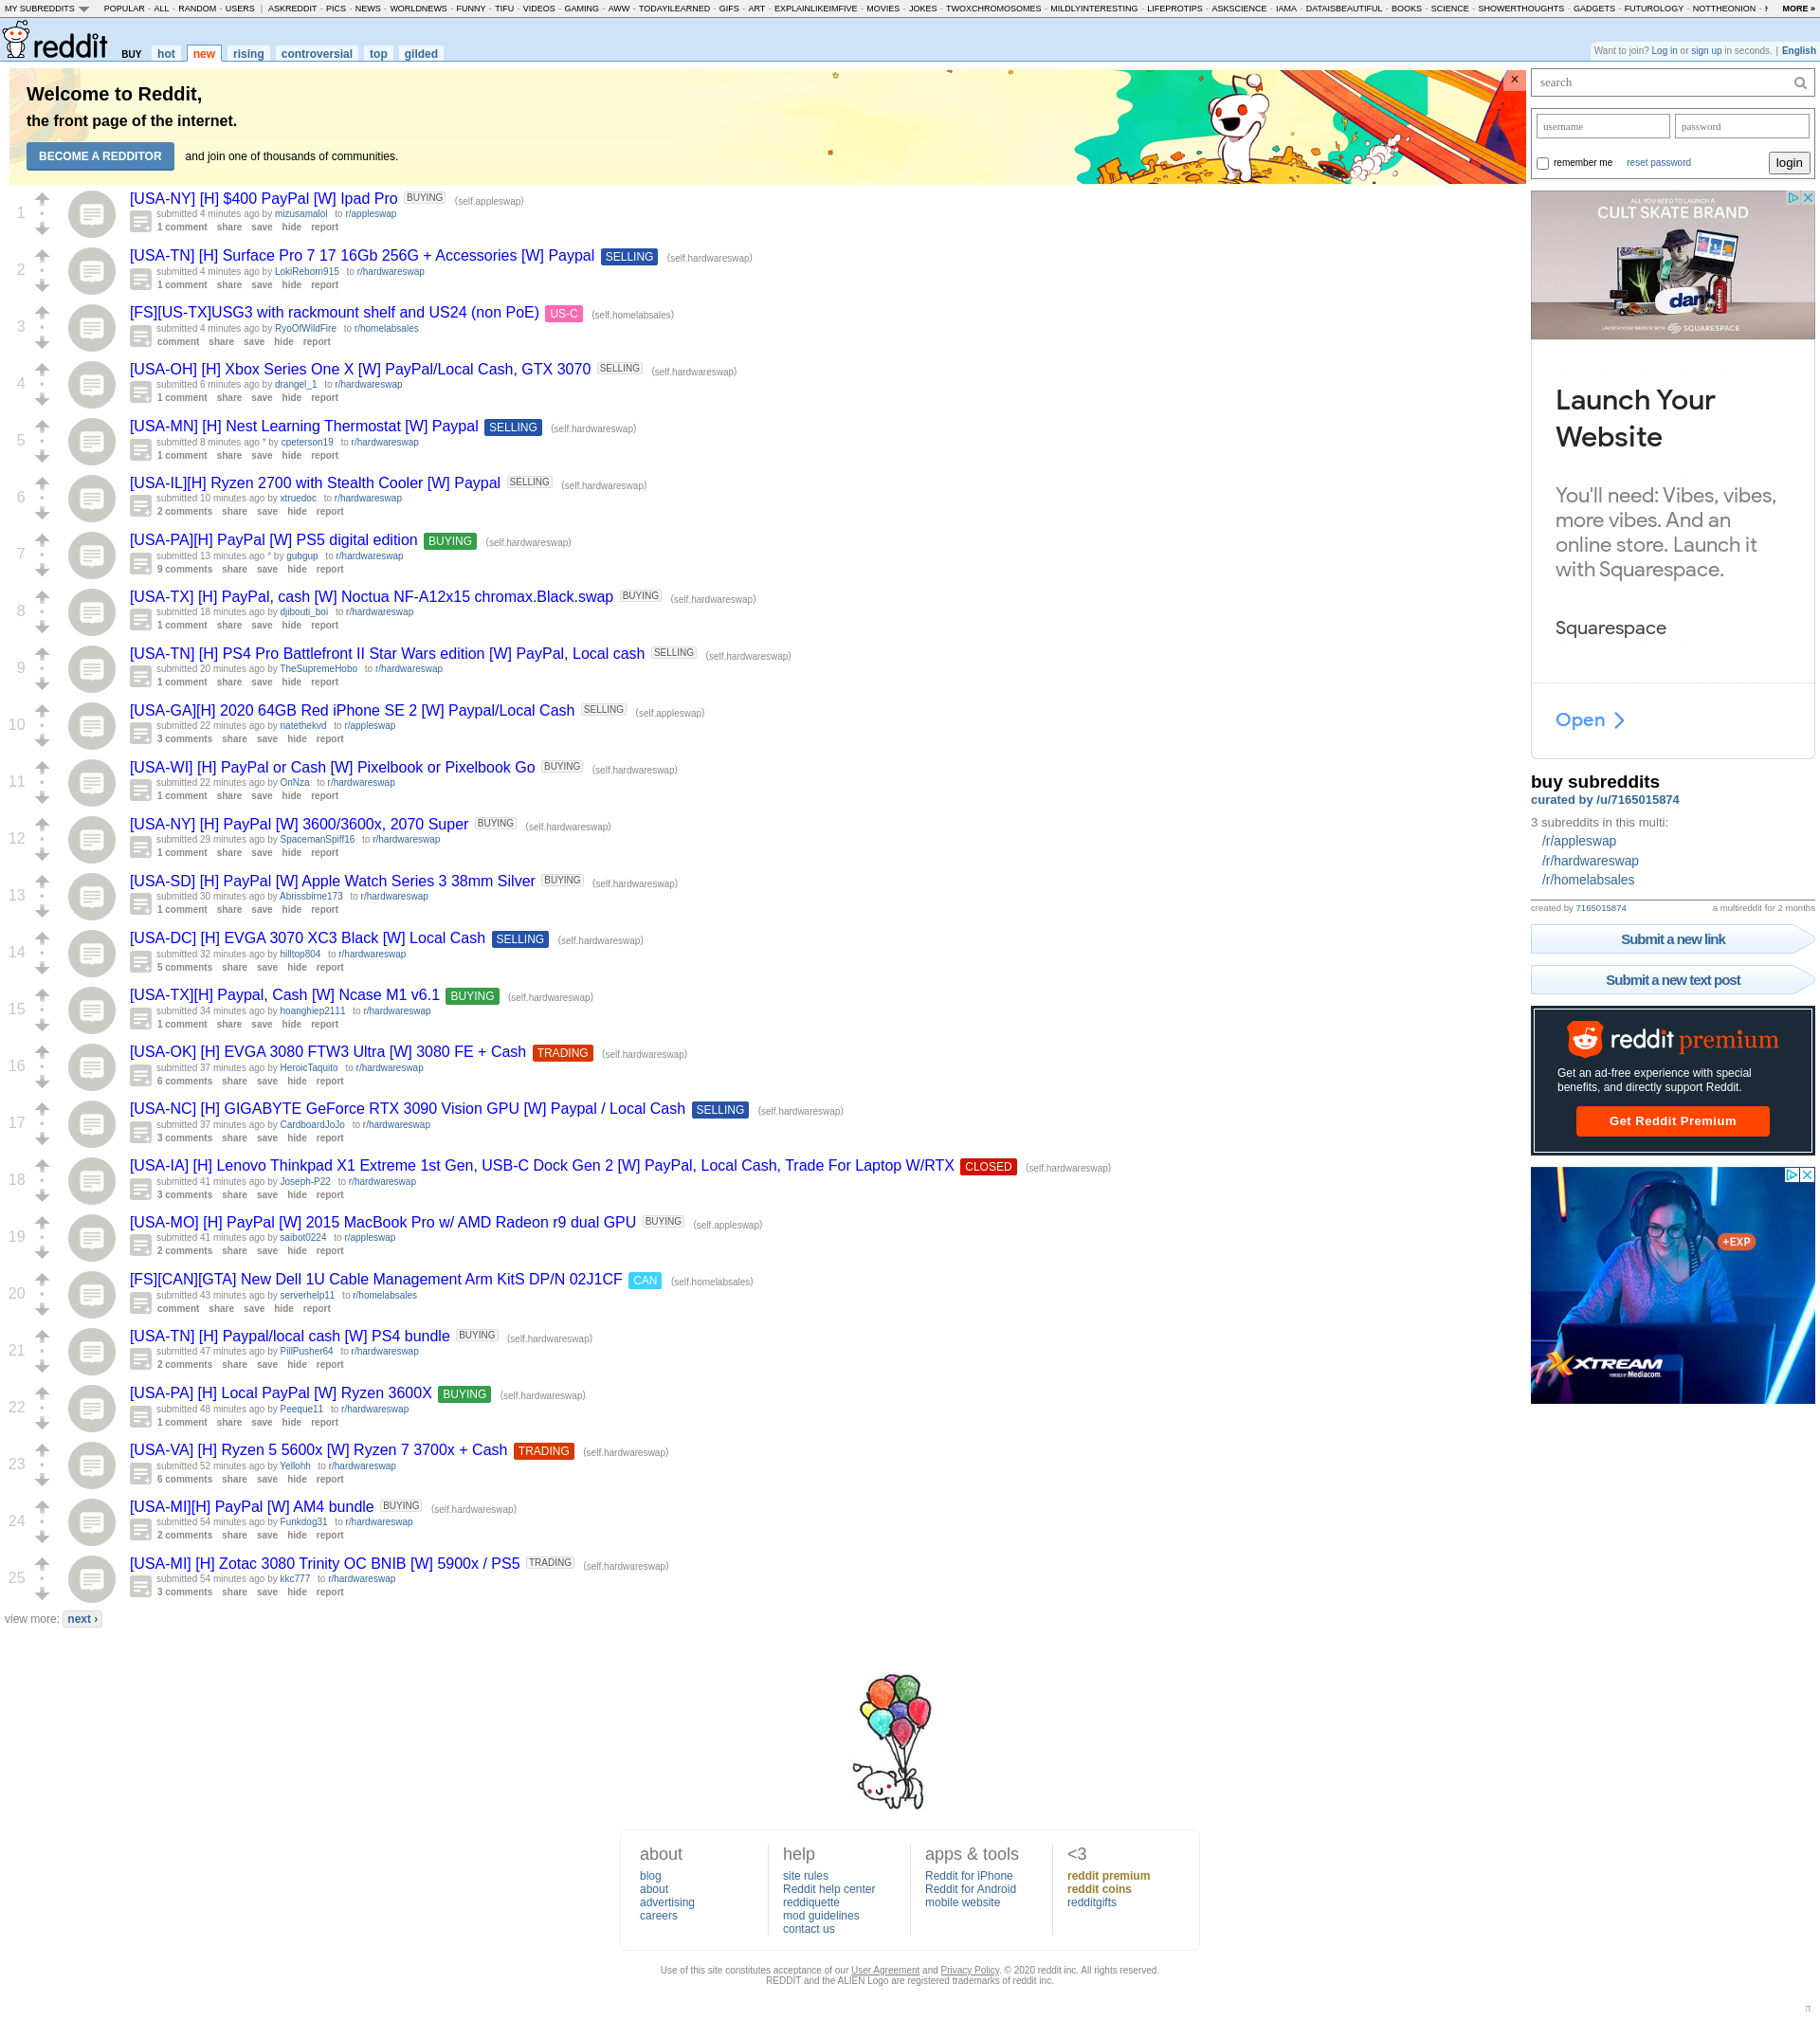 MY SUBREDDITS POPULAR - ALL - RANDOM - USERS | ASKREDDIT - PICS - NEWS - WORLDNEWS - FUNNY - TIFU - VIDEOS - GAMING - AWW - TODAYILEARNED - GIFS - ART - EXPLAINLIKEIMFIVE - MOVIES - JOKES - TWOXCHROMOSOMES - MILDLYINTERESTING - LIFEPROTIPS - ASKSCIENCE - IAMA - DATAISBEAUTIFUL - BOOKS - SCIENCE - SHOWERTHOUGHTS - GADGETS - FUTUROLOGY - NOTTHEONION - MORE »
reddit BUY hot new rising controversial top gilded
Want to join? Log in or sign up in seconds. | English
Welcome to Reddit,
the front page of the internet.
BECOME A REDDITOR and join one of thousands of communities.
×
1
[USA-NY] [H] $400 PayPal [W] Ipad Pro BUYING (self.appleswap)
submitted 4 minutes ago by mizusamalol to r/appleswap
1 comment share save hide report
2
[USA-TN] [H] Surface Pro 7 17 16Gb 256G + Accessories [W] Paypal SELLING (self.hardwareswap)
submitted 4 minutes ago by LokiReborn915 to r/hardwareswap
1 comment share save hide report
3
[FS][US-TX]USG3 with rackmount shelf and US24 (non PoE) US-C (self.homelabsales)
submitted 4 minutes ago by RyoOfWildFire to r/homelabsales
comment share save hide report
4
[USA-OH] [H] Xbox Series One X [W] PayPal/Local Cash, GTX 3070 SELLING (self.hardwareswap)
submitted 6 minutes ago by drangel_1 to r/hardwareswap
1 comment share save hide report
5
[USA-MN] [H] Nest Learning Thermostat [W] Paypal SELLING (self.hardwareswap)
submitted 8 minutes ago * by cpeterson19 to r/hardwareswap
1 comment share save hide report
6
[USA-IL][H] Ryzen 2700 with Stealth Cooler [W] Paypal SELLING (self.hardwareswap)
submitted 10 minutes ago by xtruedoc to r/hardwareswap
2 comments share save hide report
7
[USA-PA][H] PayPal [W] PS5 digital edition BUYING (self.hardwareswap)
submitted 13 minutes ago * by gubgup to r/hardwareswap
9 comments share save hide report
8
[USA-TX] [H] PayPal, cash [W] Noctua NF-A12x15 chromax.Black.swap BUYING (self.hardwareswap)
submitted 18 minutes ago by djibouti_boi to r/hardwareswap
1 comment share save hide report
9
[USA-TN] [H] PS4 Pro Battlefront II Star Wars edition [W] PayPal, Local cash SELLING (self.hardwareswap)
submitted 20 minutes ago by TheSupremeHobo to r/hardwareswap
1 comment share save hide report
10
[USA-GA][H] 2020 64GB Red iPhone SE 2 [W] Paypal/Local Cash SELLING (self.appleswap)
submitted 22 minutes ago by natethekvd to r/appleswap
3 comments share save hide report
11
[USA-WI] [H] PayPal or Cash [W] Pixelbook or Pixelbook Go BUYING (self.hardwareswap)
submitted 22 minutes ago by OnNza to r/hardwareswap
1 comment share save hide report
12
[USA-NY] [H] PayPal [W] 3600/3600x, 2070 Super BUYING (self.hardwareswap)
submitted 29 minutes ago by SpacemanSpiff16 to r/hardwareswap
1 comment share save hide report
13
[USA-SD] [H] PayPal [W] Apple Watch Series 3 38mm Silver BUYING (self.hardwareswap)
submitted 30 minutes ago by Abrissbirne173 to r/hardwareswap
1 comment share save hide report
14
[USA-DC] [H] EVGA 3070 XC3 Black [W] Local Cash SELLING (self.hardwareswap)
submitted 32 minutes ago by hilltop804 to r/hardwareswap
5 comments share save hide report
15
[USA-TX][H] Paypal, Cash [W] Ncase M1 v6.1 BUYING (self.hardwareswap)
submitted 34 minutes ago by hoanghiep2111 to r/hardwareswap
1 comment share save hide report
16
[USA-OK] [H] EVGA 3080 FTW3 Ultra [W] 3080 FE + Cash TRADING (self.hardwareswap)
submitted 37 minutes ago by HeroicTaquito to r/hardwareswap
6 comments share save hide report
17
[USA-NC] [H] GIGABYTE GeForce RTX 3090 Vision GPU [W] Paypal / Local Cash SELLING (self.hardwareswap)
submitted 37 minutes ago by CardboardJoJo to r/hardwareswap
3 comments share save hide report
18
[USA-IA] [H] Lenovo Thinkpad X1 Extreme 1st Gen, USB-C Dock Gen 2 [W] PayPal, Local Cash, Trade For Laptop W/RTX CLOSED (self.hardwareswap)
submitted 41 minutes ago by Joseph-P22 to r/hardwareswap
3 comments share save hide report
19
[USA-MO] [H] PayPal [W] 2015 MacBook Pro w/ AMD Radeon r9 dual GPU BUYING (self.appleswap)
submitted 41 minutes ago by saibot0224 to r/appleswap
2 comments share save hide report
20
[FS][CAN][GTA] New Dell 1U Cable Management Arm KitS DP/N 02J1CF CAN (self.homelabsales)
submitted 43 minutes ago by serverhelp11 to r/homelabsales
comment share save hide report
21
[USA-TN] [H] Paypal/local cash [W] PS4 bundle BUYING (self.hardwareswap)
submitted 47 minutes ago by PillPusher64 to r/hardwareswap
2 comments share save hide report
22
[USA-PA] [H] Local PayPal [W] Ryzen 3600X BUYING (self.hardwareswap)
submitted 48 minutes ago by Peeque11 to r/hardwareswap
1 comment share save hide report
23
[USA-VA] [H] Ryzen 5 5600x [W] Ryzen 7 3700x + Cash TRADING (self.hardwareswap)
submitted 52 minutes ago by Yellohh to r/hardwareswap
6 comments share save hide report
24
[USA-MI][H] PayPal [W] AM4 bundle BUYING (self.hardwareswap)
submitted 54 minutes ago by Funkdog31 to r/hardwareswap
2 comments share save hide report
25
[USA-MI] [H] Zotac 3080 Trinity OC BNIB [W] 5900x / PS5 TRADING (self.hardwareswap)
submitted 54 minutes ago by kkc777 to r/hardwareswap
3 comments share save hide report
view more: next ›
search
username password
remember me reset password login
ALL YOU NEED TO LAUNCH A
CULT SKATE BRAND
dan
LAUNCH YOUR WEBSITE WITH SQUARESPACE
Launch Your
Website
You'll need: Vibes, vibes,
more vibes. And an
online store. Launch it
with Squarespace.
Squarespace
Open
buy subreddits
curated by /u/7165015874
3 subreddits in this multi:
/r/appleswap
/r/hardwareswap
/r/homelabsales
created by 7165015874 a multireddit for 2 months
Submit a new link
Submit a new text post
reddit premium
Get an ad-free experience with special
benefits, and directly support Reddit.
Get Reddit Premium
+EXP
XTREAM
POWERED BY Mediacom
about
blog
about
advertising
careers
help
site rules
Reddit help center
reddiquette
mod guidelines
contact us
apps & tools
Reddit for iPhone
Reddit for Android
mobile website
<3
reddit premium
reddit coins
redditgifts
Use of this site constitutes acceptance of our User Agreement and Privacy Policy. © 2020 reddit inc. All rights reserved.
REDDIT and the ALIEN Logo are registered trademarks of reddit inc.
π